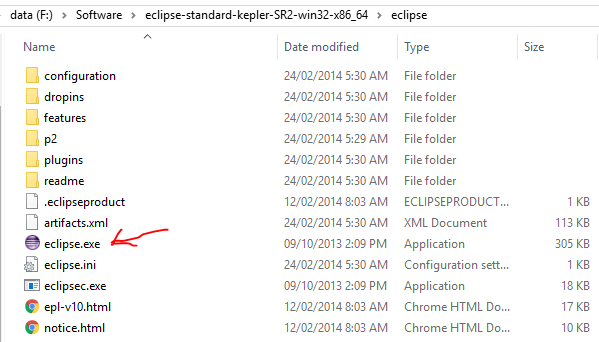 data (F:) > Software > eclipse-standard-kepler-SR2-win32-x86_64 > eclipse
Name Date modified Type Size
configuration 24/02/2014 5:30 AM File folder
dropins 24/02/2014 5:30 AM File folder
features 24/02/2014 5:30 AM File folder
p2 24/02/2014 5:29 AM File folder
plugins 24/02/2014 5:30 AM File folder
readme 24/02/2014 5:30 AM File folder
.eclipseproduct 12/02/2014 8:03 AM ECLIPSEPRODUCT... 1 KB
artifacts.xml 24/02/2014 5:30 AM XML Document 113 KB
eclipse.exe 09/10/2013 2:09 PM Application 305 KB
eclipse.ini 24/02/2014 5:30 AM Configuration sett... 1 KB
eclipsec.exe 09/10/2013 2:09 PM Application 18 KB
epl-v10.html 12/02/2014 8:03 AM Chrome HTML Do... 17 KB
notice.html 12/02/2014 8:03 AM Chrome HTML Do... 10 KB